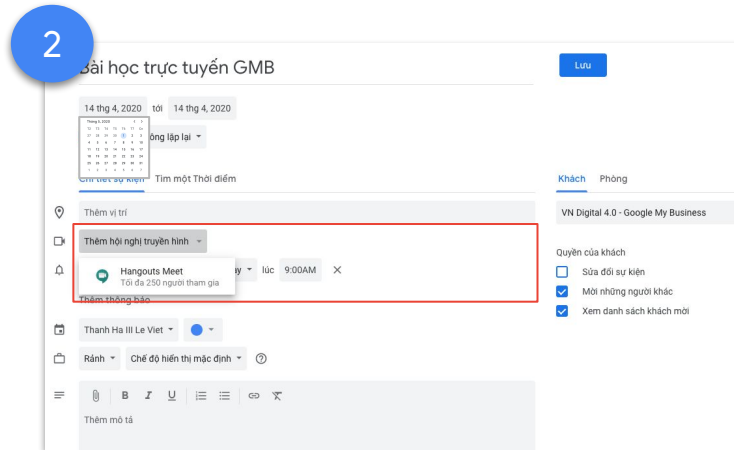 2
Bài học trực tuyến GMB
Lưu
14 thg 4, 2020 tới 14 thg 4, 2020
ông lặp lại
Chi tiết sự kiện Tìm một Thời điểm
Khách Phòng
Thêm vị trí
VN Digital 4.0 - Google My Business
Thêm hội nghị truyền hình
Quyền của khách
Hangouts Meet
Tối đa 250 người tham gia
ày lúc 9:00AM
Sửa đổi sự kiện
Mời những người khác
Thêm thông báo
Xem danh sách khách mời
Thanh Ha III Le Viet
Rảnh Chế độ hiển thị mặc định
B I U
Thêm mô tả